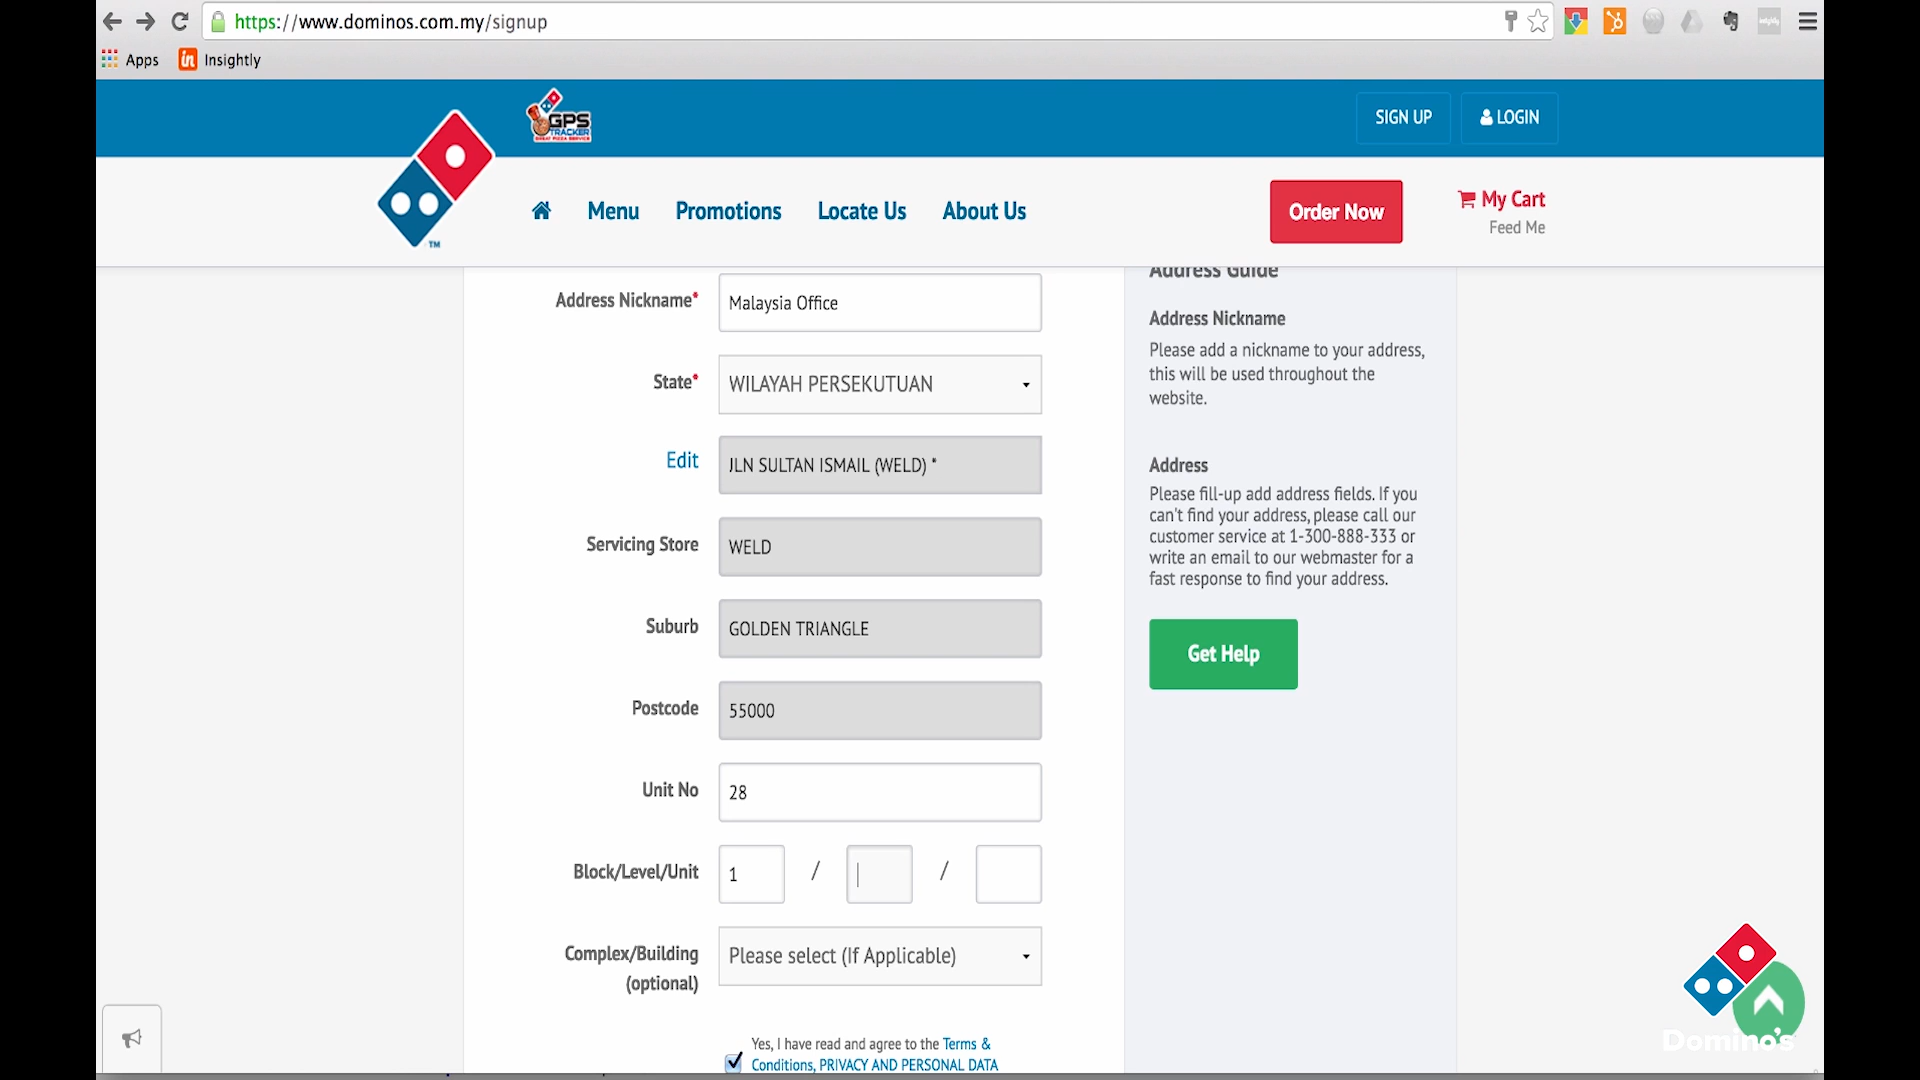 https://www.dominos.com.my/signup
Apps
Insightly
GPS
TRACKER
SIGN UP
LOGIN
TM
Menu
Promotions
Locate Us
About Us
Order Now
My Cart
Feed Me
Address Guide
Address Nickname*
Malaysia Office
Address Nickname
Please add a nickname to your address,
this will be used throughout the
website.
State*
WILAYAH PERSEKUTUAN
Edit
JLN SULTAN ISMAIL (WELD) *
Address
Please fill-up add address fields. If you
can't find your address, please call our
customer service at 1-300-888-333 or
write an email to our webmaster for a
fast response to find your address.
Servicing Store
WELD
Suburb
GOLDEN TRIANGLE
Get Help
Postcode
55000
Unit No
28
Block/Level/Unit
1 / /
Complex/Building
(optional)
Please select (If Applicable)
Yes, I have read and agree to the Terms &
Conditions, PRIVACY AND PERSONAL DATA
Domino's